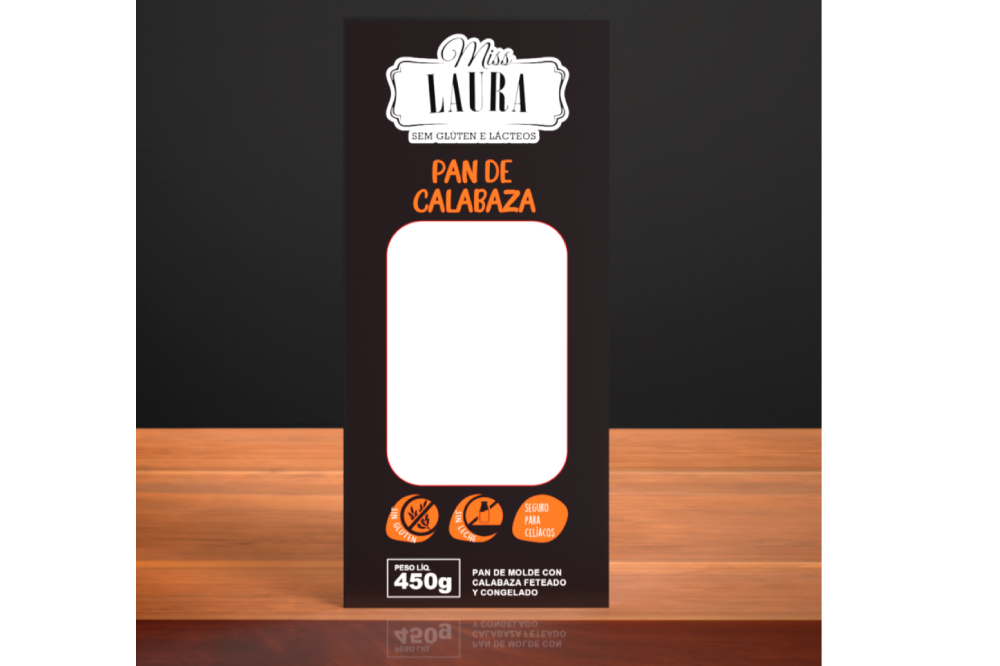 Miss
LAURA
SEM GLÚTEN E LÁCTEOS
PAN DE
CALABAZA
SIN GLUTEN
SIN LECHE
SEGURO
PARA
CELÍACOS
PESO LÍQ.
450g
PAN DE MOLDE CON
CALABAZA FETEADO
Y CONGELADO